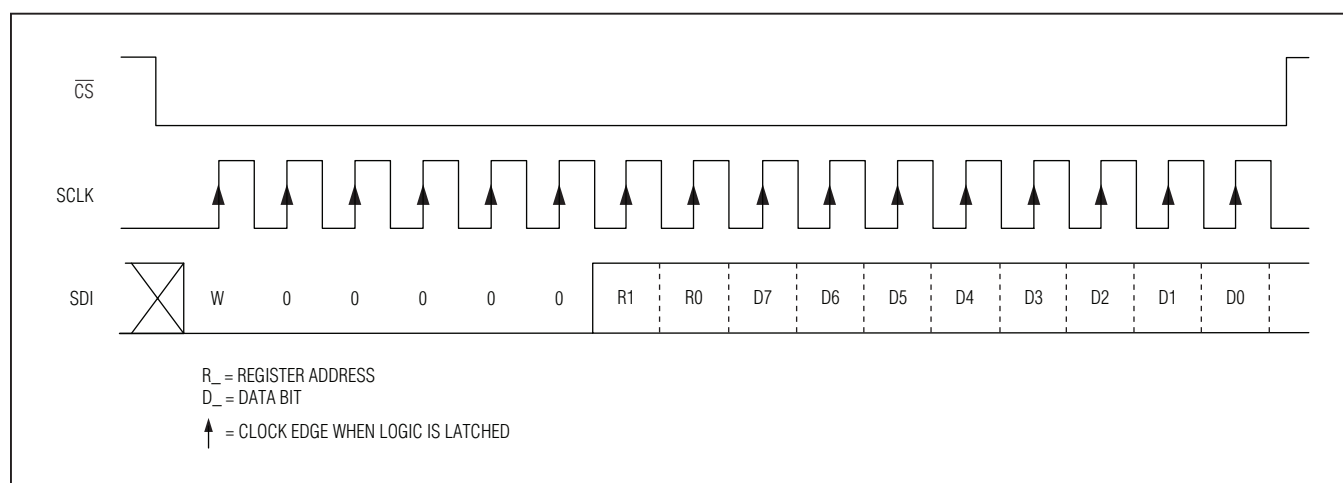 C̅S̅
SCLK
SDI W 0 0 0 0 0 R1 R0 D7 D6 D5 D4 D3 D2 D1 D0
R_ = REGISTER ADDRESS
D_ = DATA BIT
= CLOCK EDGE WHEN LOGIC IS LATCHED